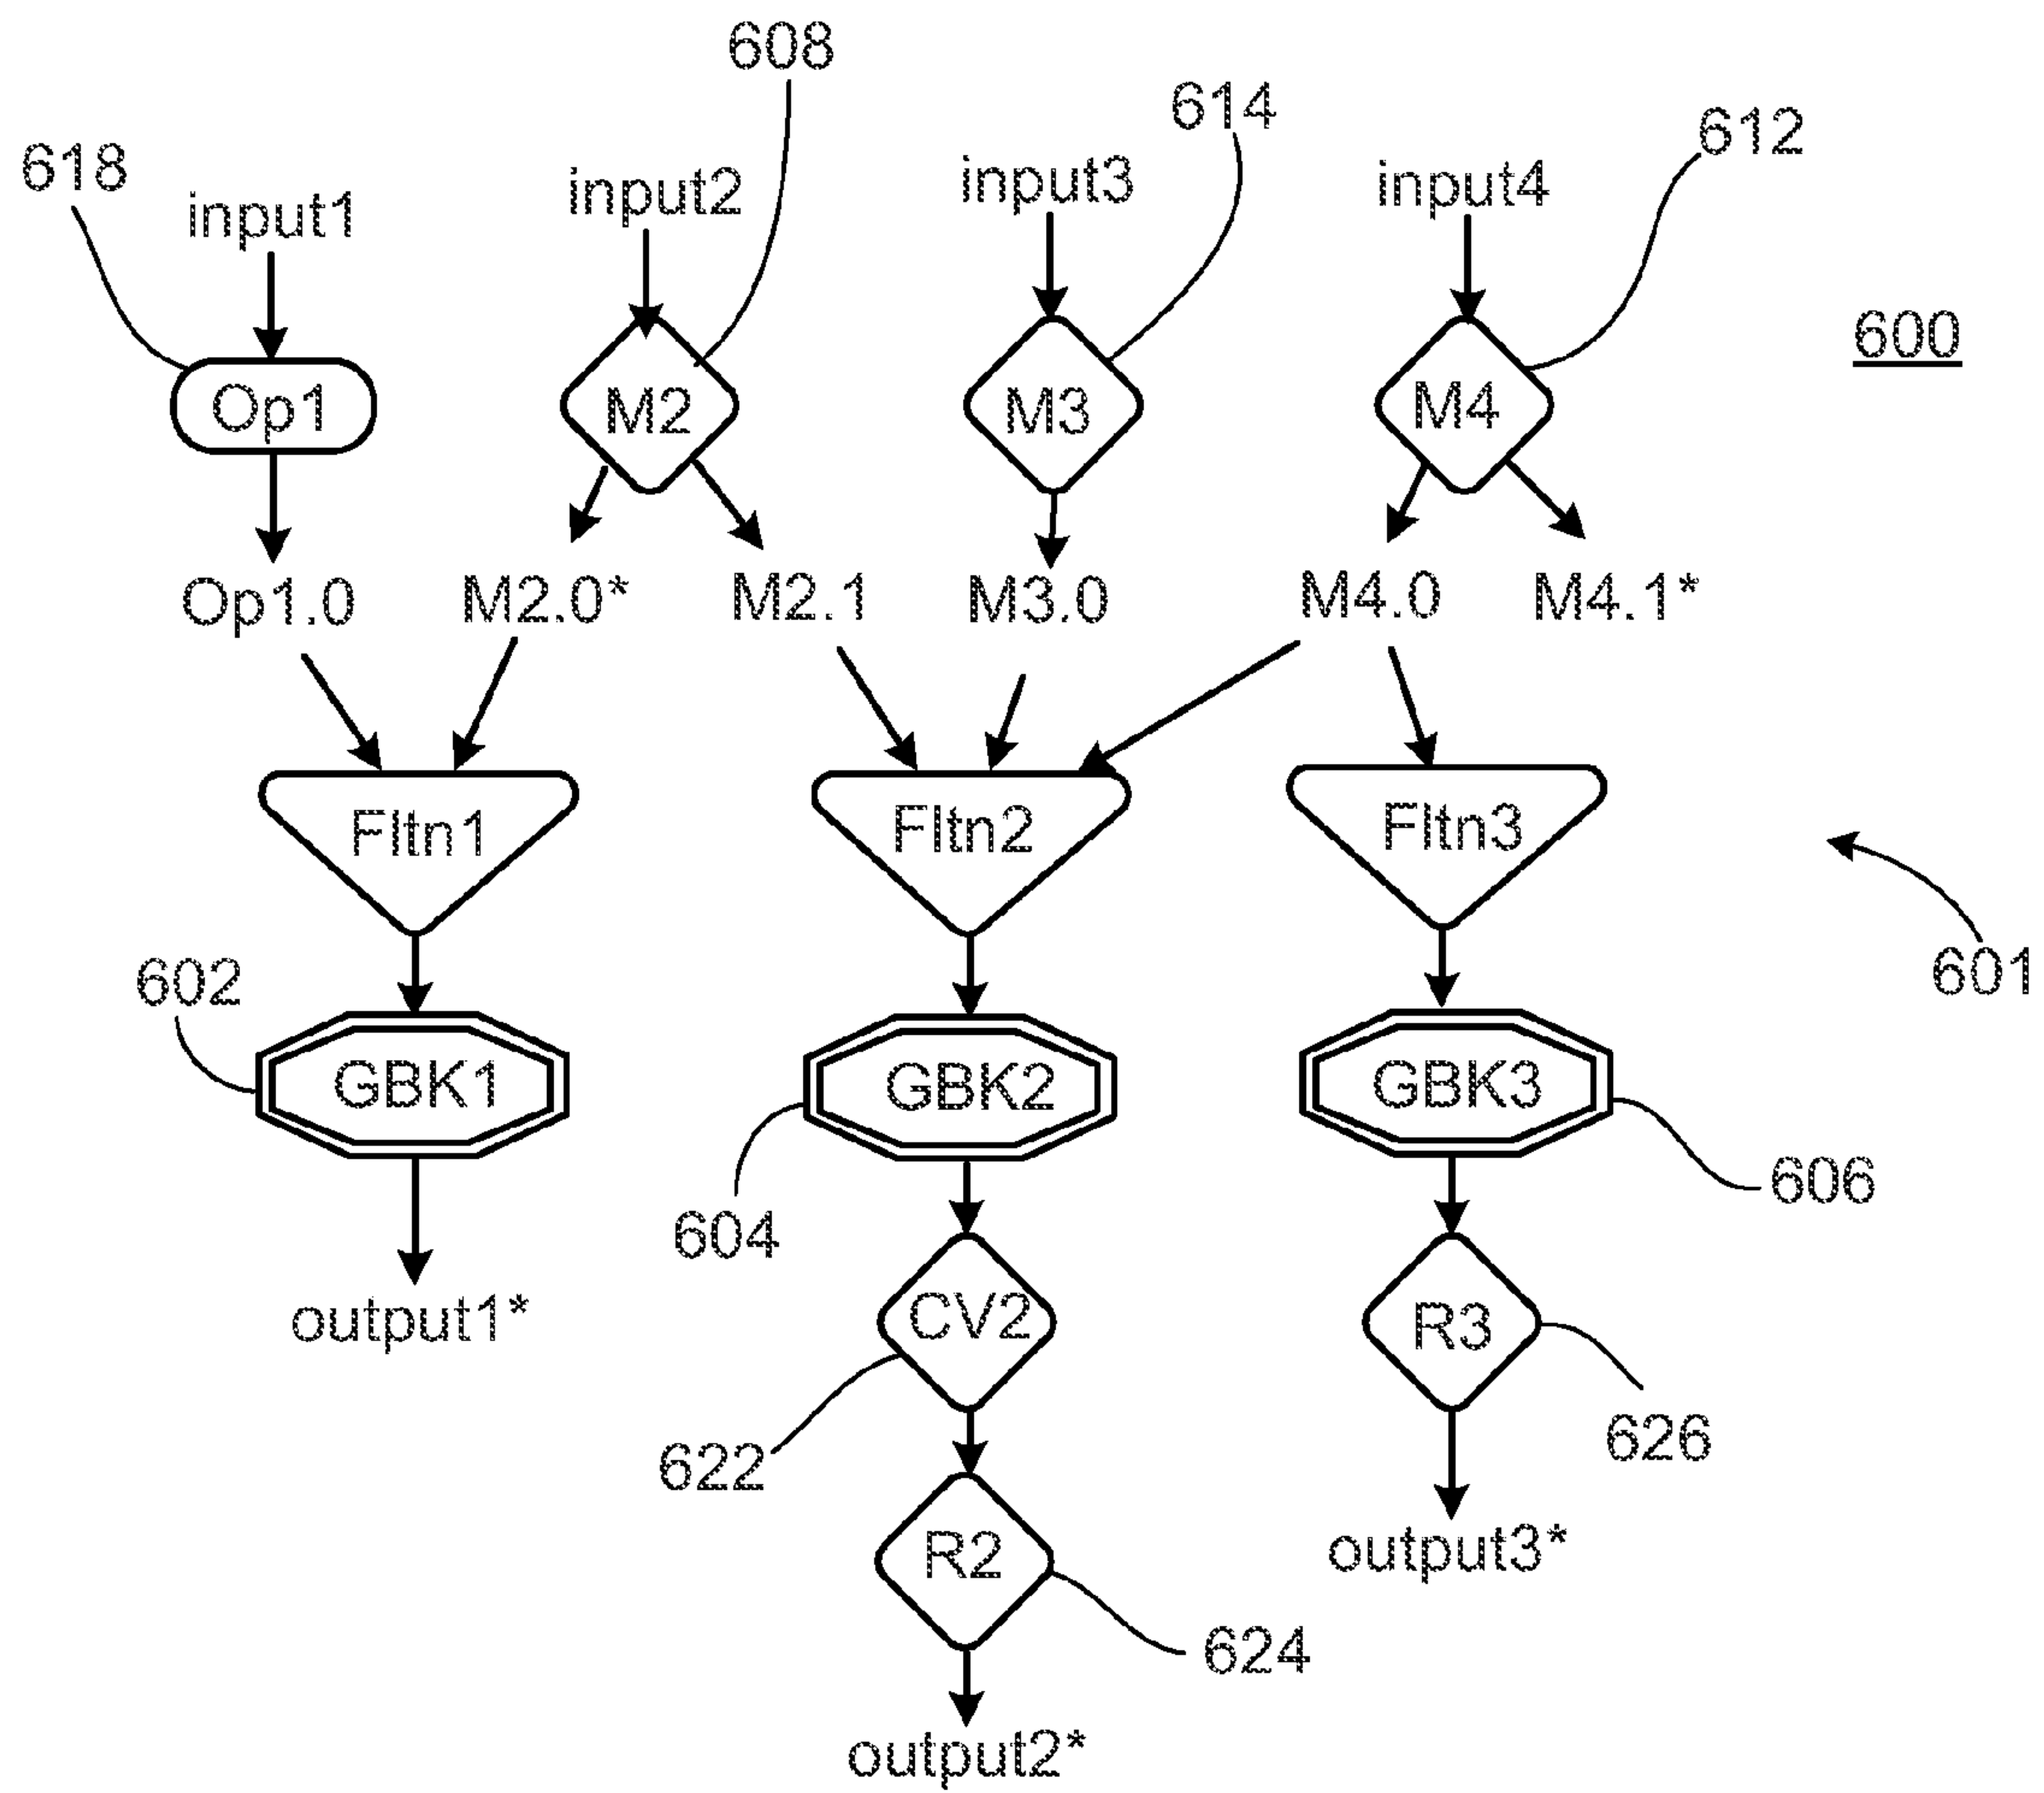 608
614
612
618
input1
input2
input3
input4
600
Op1
M2
M3
M4
Op1.0
M2.0*
M2.1
M3.0
M4.0
M4.1*
Fltn1
Fltn2
Fltn3
601
602
GBK1
GBK2
GBK3
604
606
output1*
CV2
R3
622
626
R2
output3*
624
output2*